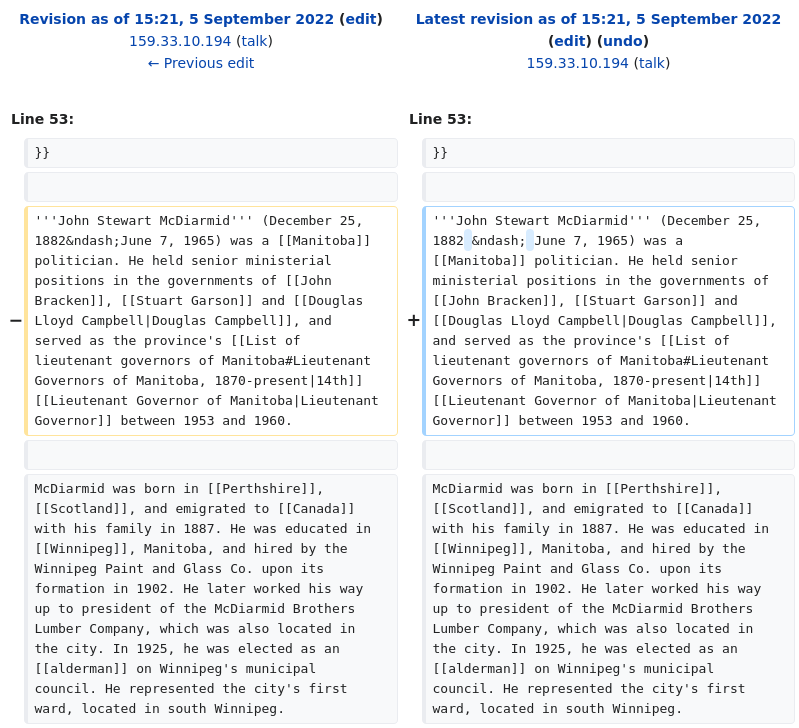 Revision as of 15:21, 5 September 2022 (edit)
159.33.10.194 (talk)
← Previous edit
Latest revision as of 15:21, 5 September 2022
(edit) (undo)
159.33.10.194 (talk)
Line 53:
Line 53:
}}
}}
−
'''John Stewart McDiarmid''' (December 25,
1882&ndash;June 7, 1965) was a [[Manitoba]]
politician. He held senior ministerial
positions in the governments of [[John
Bracken]], [[Stuart Garson]] and [[Douglas
Lloyd Campbell|Douglas Campbell]], and
served as the province's [[List of
lieutenant governors of Manitoba#Lieutenant
Governors of Manitoba, 1870-present|14th]]
[[Lieutenant Governor of Manitoba|Lieutenant
Governor]] between 1953 and 1960.
+
'''John Stewart McDiarmid''' (December 25,
1882 &ndash; June 7, 1965) was a
[[Manitoba]] politician. He held senior
ministerial positions in the governments of
[[John Bracken]], [[Stuart Garson]] and
[[Douglas Lloyd Campbell|Douglas Campbell]],
and served as the province's [[List of
lieutenant governors of Manitoba#Lieutenant
Governors of Manitoba, 1870-present|14th]]
[[Lieutenant Governor of Manitoba|Lieutenant
Governor]] between 1953 and 1960.
McDiarmid was born in [[Perthshire]],
[[Scotland]], and emigrated to [[Canada]]
with his family in 1887. He was educated in
[[Winnipeg]], Manitoba, and hired by the
Winnipeg Paint and Glass Co. upon its
formation in 1902. He later worked his way
up to president of the McDiarmid Brothers
Lumber Company, which was also located in
the city. In 1925, he was elected as an
[[alderman]] on Winnipeg's municipal
council. He represented the city's first
ward, located in south Winnipeg.
McDiarmid was born in [[Perthshire]],
[[Scotland]], and emigrated to [[Canada]]
with his family in 1887. He was educated in
[[Winnipeg]], Manitoba, and hired by the
Winnipeg Paint and Glass Co. upon its
formation in 1902. He later worked his way
up to president of the McDiarmid Brothers
Lumber Company, which was also located in
the city. In 1925, he was elected as an
[[alderman]] on Winnipeg's municipal
council. He represented the city's first
ward, located in south Winnipeg.